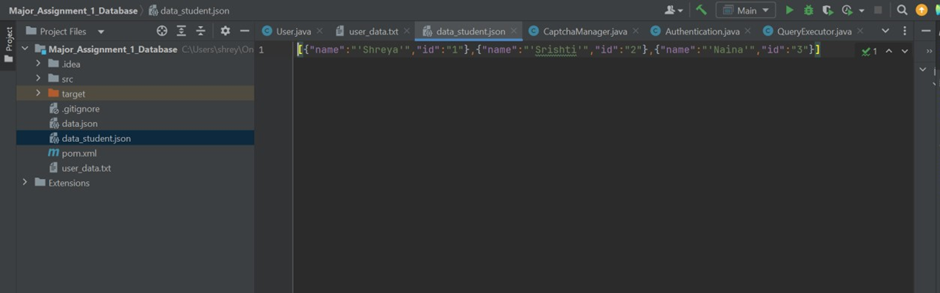 Major_Assignment_1_Database 〉 data_student.json
Main
Project
Project Files
User.java
user_data.txt
data_student.json
CaptchaManager.java
Authentication.java
QueryExecutor.java
Major_Assignment_1_Database C:\Users\shrey\On
.idea
src
target
.gitignore
data.json
data_student.json
pom.xml
user_data.txt
Extensions
1 [{"name":"'Shreya'","id":"1"},{"name":"'Srishti'","id":"2"},{"name":"'Naina'","id":"3"}]
1